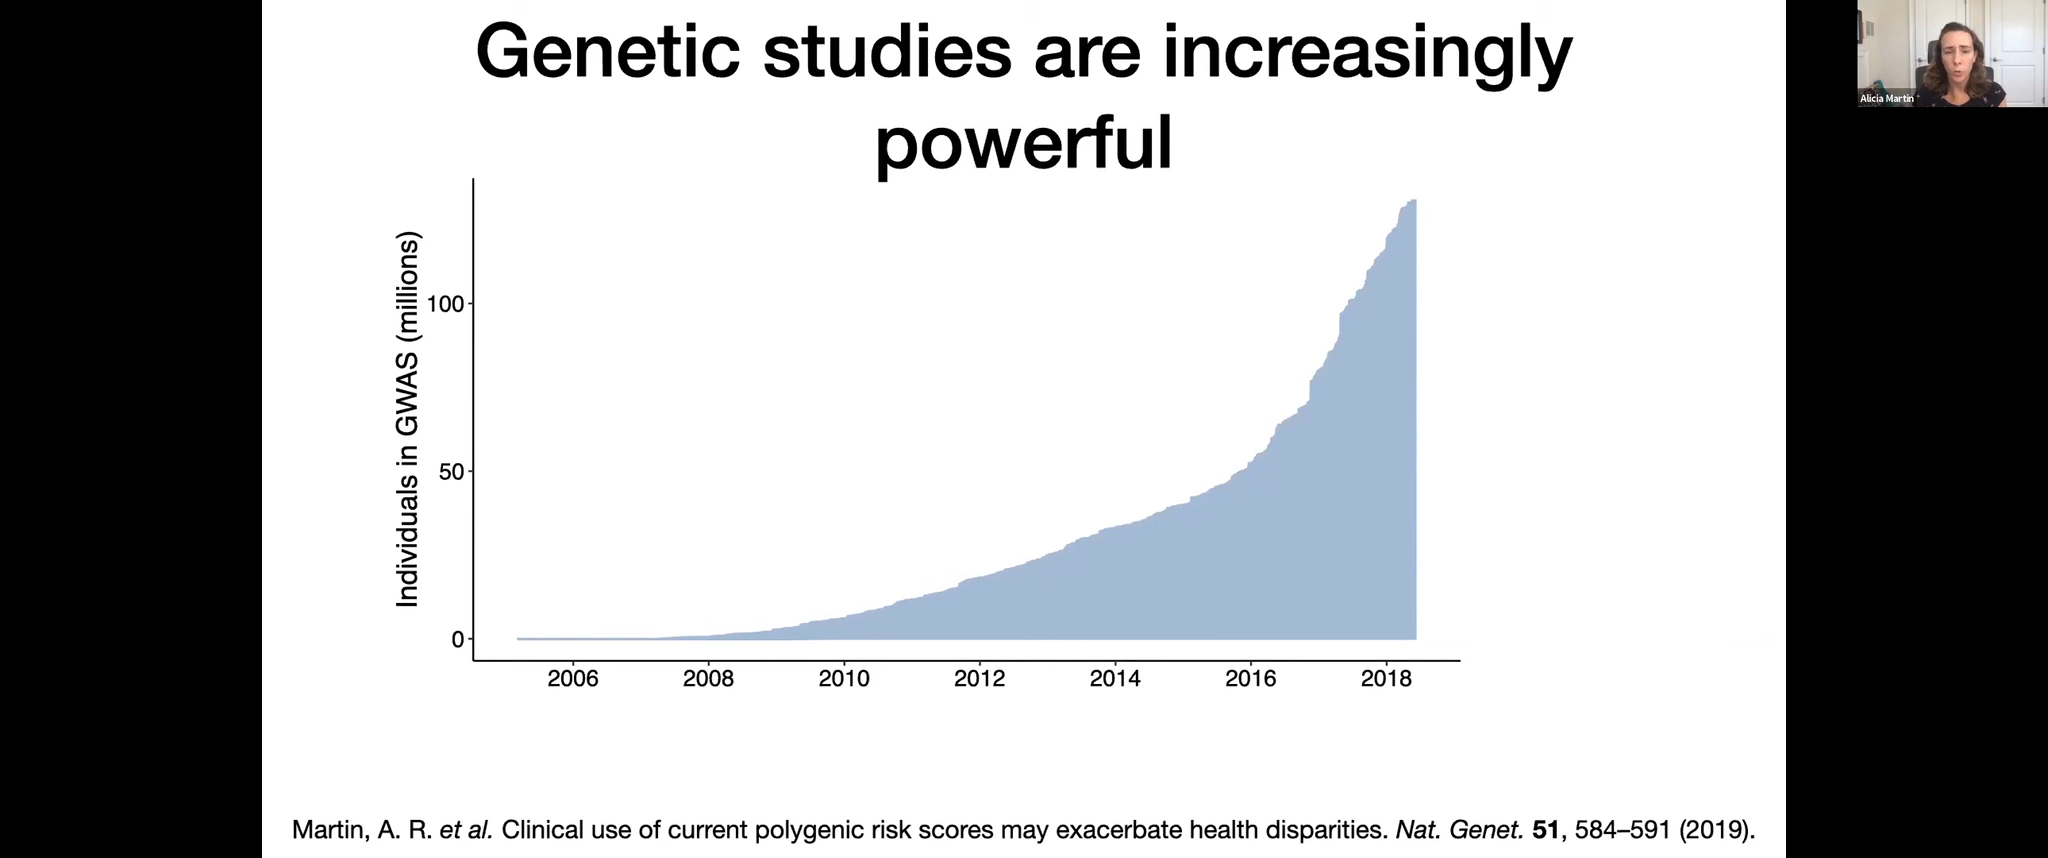 Genetic studies are increasingly
powerful
Alicia Martin
Individuals in GWAS (millions)
100
50
0
2006 2008 2010 2012 2014 2016 2018
Martin, A. R. et al. Clinical use of current polygenic risk scores may exacerbate health disparities. Nat. Genet. 51, 584–591 (2019).